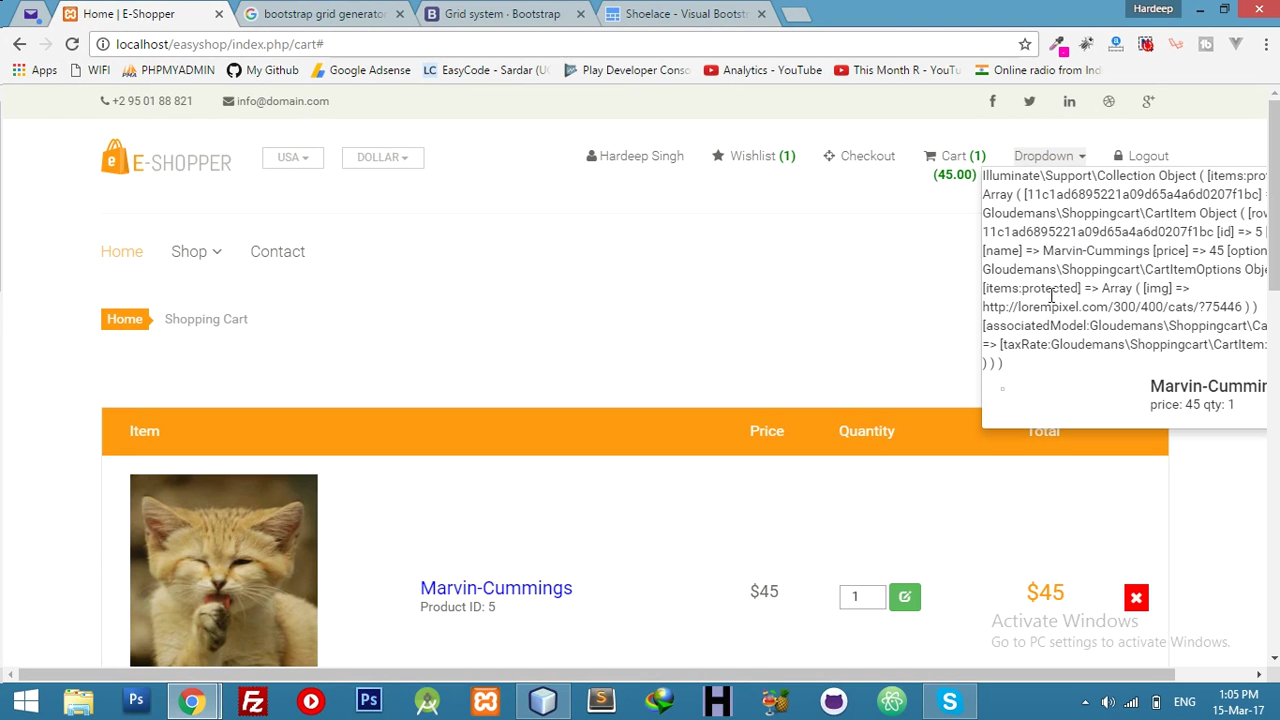 Hardeep
Home | E-Shopper
bootstrap grid generator
Grid system · Bootstrap
Shoelace - Visual Bootst
localhost/easyshop/index.php/cart#
Apps WIFI PHPMYADMIN My Github Google Adsense EasyCode - Sardar (U Play Developer Conso Analytics - YouTube This Month R - YouTu Online radio from Ind
+2 95 01 88 821 info@domain.com
E-SHOPPER USA DOLLAR Hardeep Singh Wishlist (1) Checkout Cart (1) Dropdown Logout
(45.00)
Illuminate\Support\Collection Object ( [items:pro
Array ( [11c1ad6895221a09d65a4a6d0207f1bc] =
Gloudemans\Shoppingcart\CartItem Object ( [row
11c1ad6895221a09d65a4a6d0207f1bc [id] => 5 [
[name] => Marvin-Cummings [price] => 45 [option
Gloudemans\Shoppingcart\CartItemOptions Obje
[items:protected] => Array ( [img] =>
http://lorempixel.com/300/400/cats/?75446 ) )
[associatedModel:Gloudemans\Shoppingcart\Ca
=> [taxRate:Gloudemans\Shoppingcart\CartItem:
) ) )
Marvin-Cummin
price: 45 qty: 1
Home Shop Contact
Home Shopping Cart
Item Price Quantity Total
Marvin-Cummings
Product ID: 5
$45 1 $45
Activate Windows
Go to PC settings to activate Windows.
ENG 1:05 PM
15-Mar-17